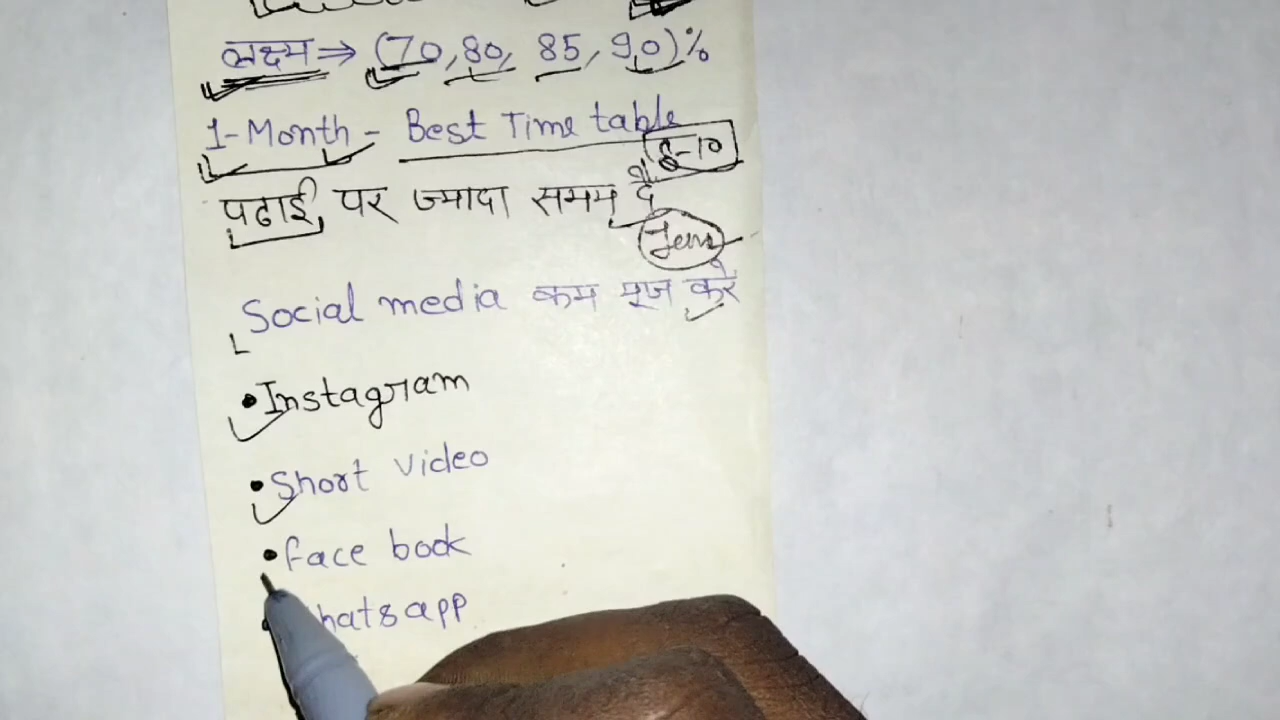 लक्ष्य ⇒ (70, 80, 85, 90)%
1-Month - Best Time table
8-10
पढाई पर ज्यादा समय दें
Social media कम यूज करें
• Instagram
• Short video
• face book
hatsapp